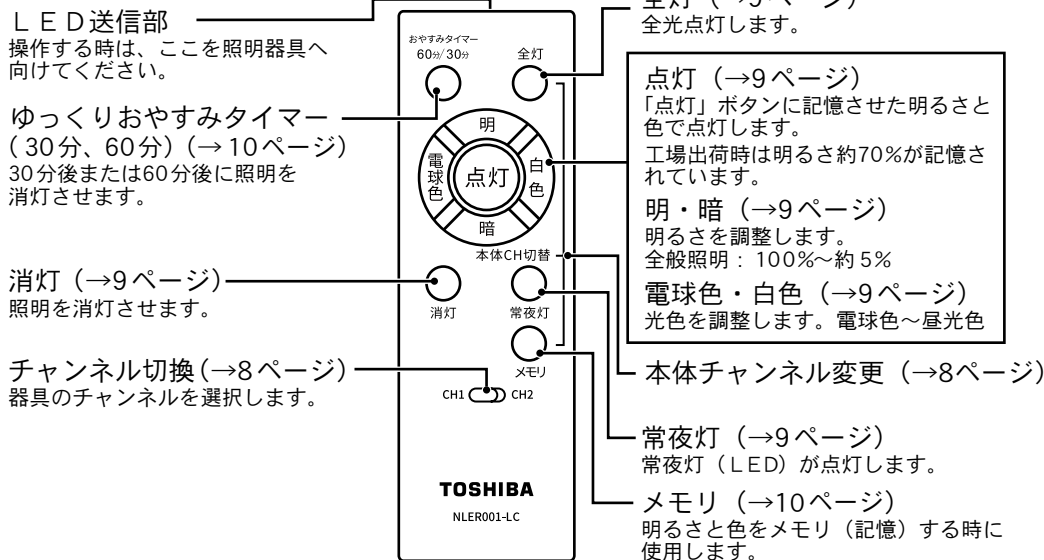 ＬＥＤ送信部
操作する時は、ここを照明器具へ
向けてください。
ゆっくりおやすみタイマー
(30分、60分) (→10ページ)
30分後または60分後に照明を
消灯させます。
消灯 (→9ページ)
照明を消灯させます。
チャンネル切換(→8ページ)
器具のチャンネルを選択します。
おやすみタイマー
60分/30分
全灯
明
電球色
点灯
白色
暗
本体CH切替
消灯
常夜灯
メモリ
CH1
CH2
TOSHIBA
NLER001-LC
全灯 (→9ページ)
全光点灯します。
点灯 (→9ページ)
「点灯」ボタンに記憶させた明るさと
色で点灯します。
工場出荷時は明るさ約70%が記憶さ
れています。
明・暗 (→9ページ)
明るさを調整します。
全般照明：100%～約5%
電球色・白色 (→9ページ)
光色を調整します。電球色～昼光色
本体チャンネル変更 (→8ページ)
常夜灯 (→9ページ)
常夜灯（ＬＥＤ）が点灯します。
メモリ (→10ページ)
明るさと色をメモリ（記憶）する時に
使用します。